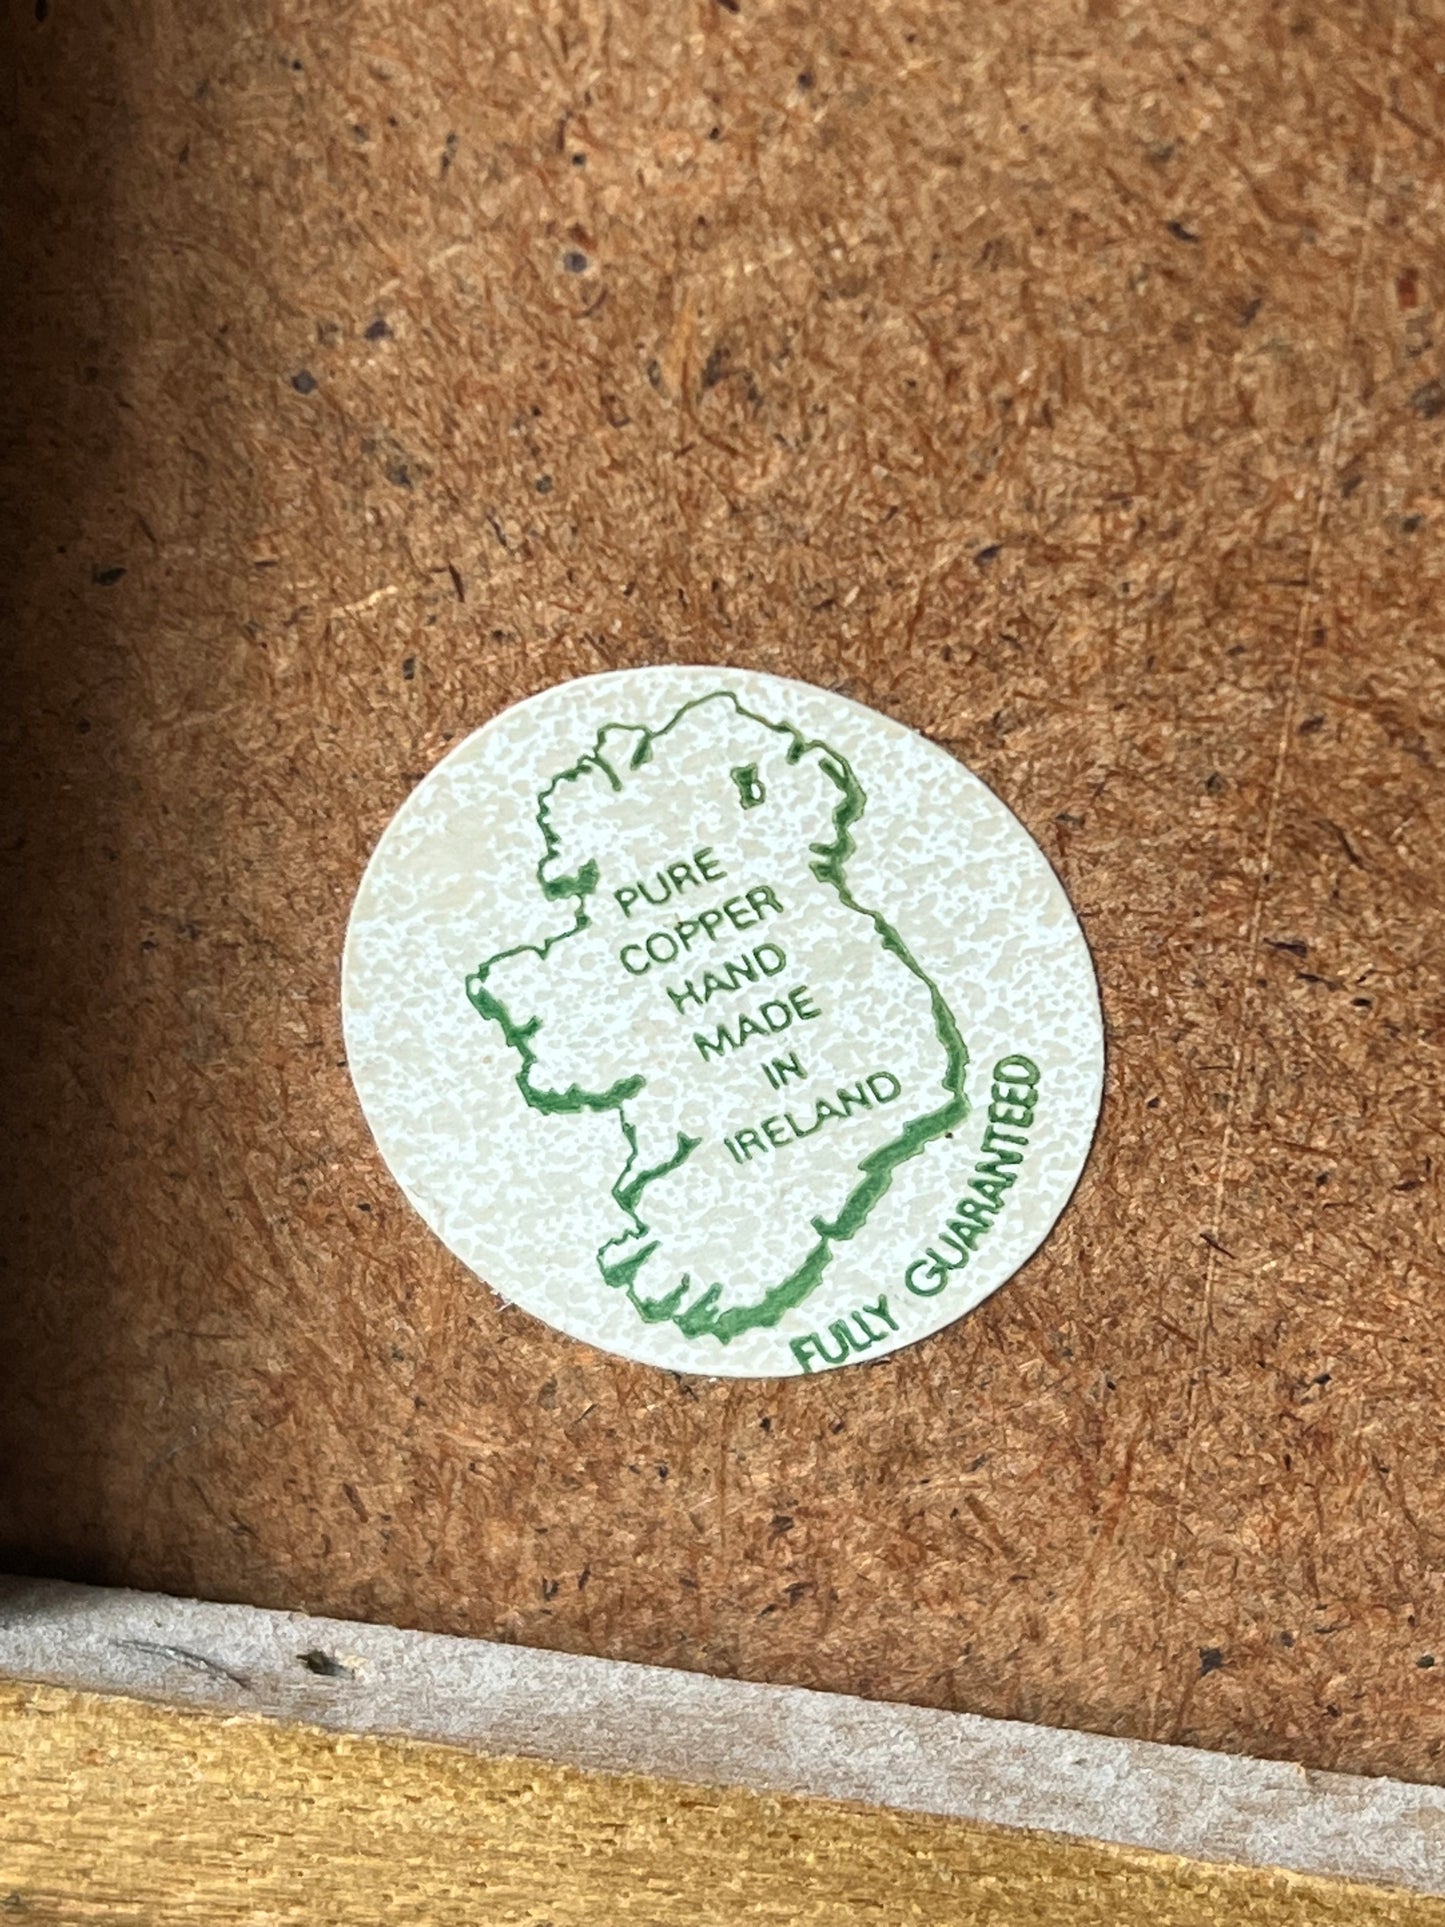 PURE
COPPER
HAND
MADE
IN
IRELAND
FULLY GUARANTEED